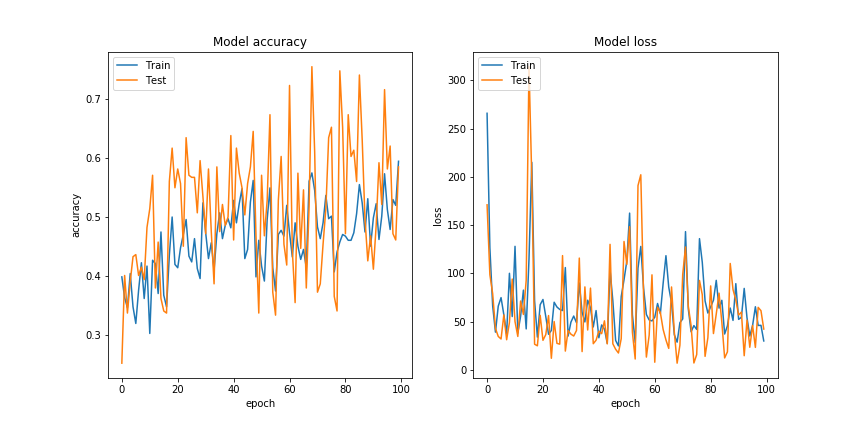 Model accuracy
Train
Test
0.7
0.6
0.5
0.4
0.3
accuracy
0 20 40 60 80 100
epoch
Model loss
Train
Test
300
250
200
150
100
50
0
loss
0 20 40 60 80 100
epoch